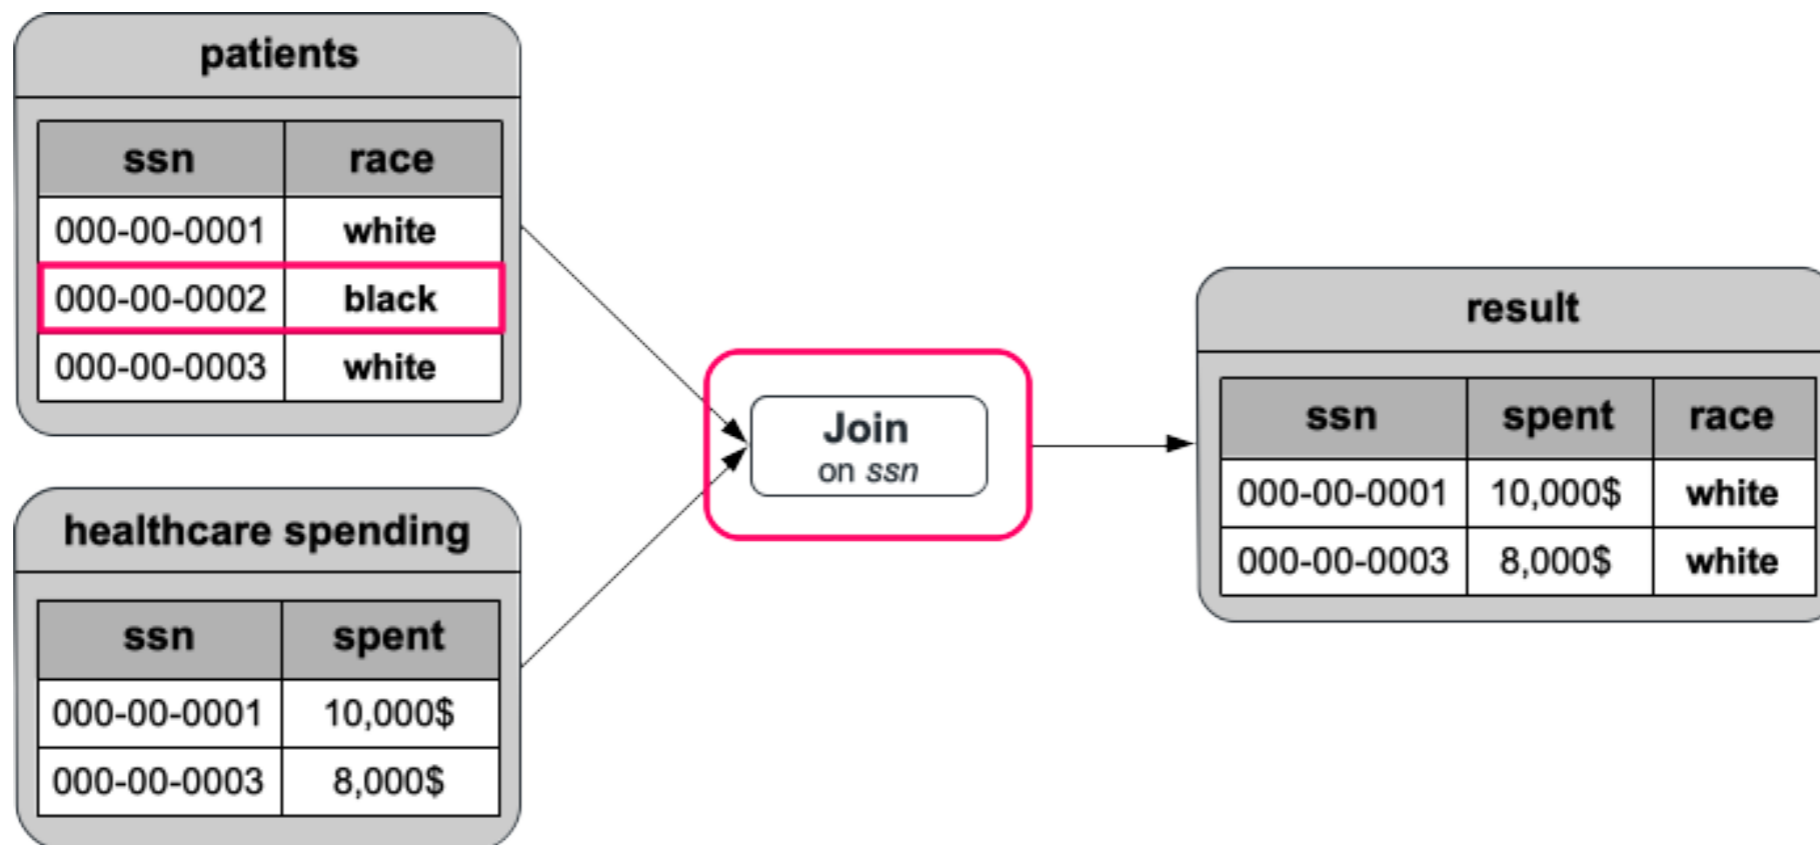 patients
ssn race
000-00-0001 white
000-00-0002 black
000-00-0003 white
healthcare spending
ssn spent
000-00-0001 10,000$
000-00-0003 8,000$
Join
on ssn
result
ssn spent race
000-00-0001 10,000$ white
000-00-0003 8,000$ white